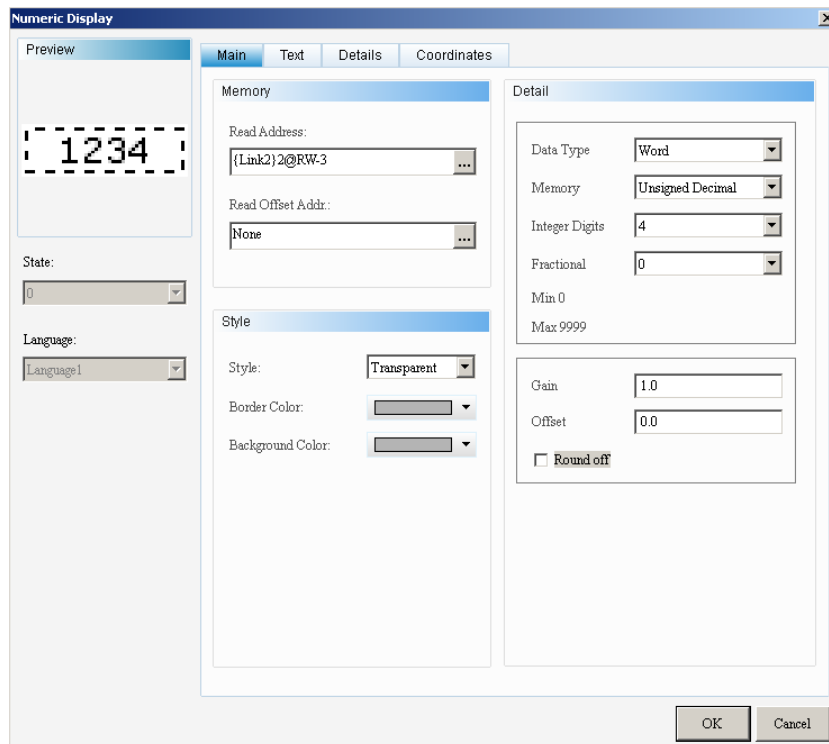 Numeric Display
Preview
1234
State:
0
Language:
Language1
Main Text Details Coordinates
Memory
Read Address:
{Link2}2@RW-3
...
Read Offset Addr.:
None
...
Style
Style: Transparent
Border Color:
Background Color:
Detail
Data Type Word
Memory Unsigned Decimal
Integer Digits 4
Fractional 0
Min 0
Max 9999
Gain 1.0
Offset 0.0
Round off
OK Cancel